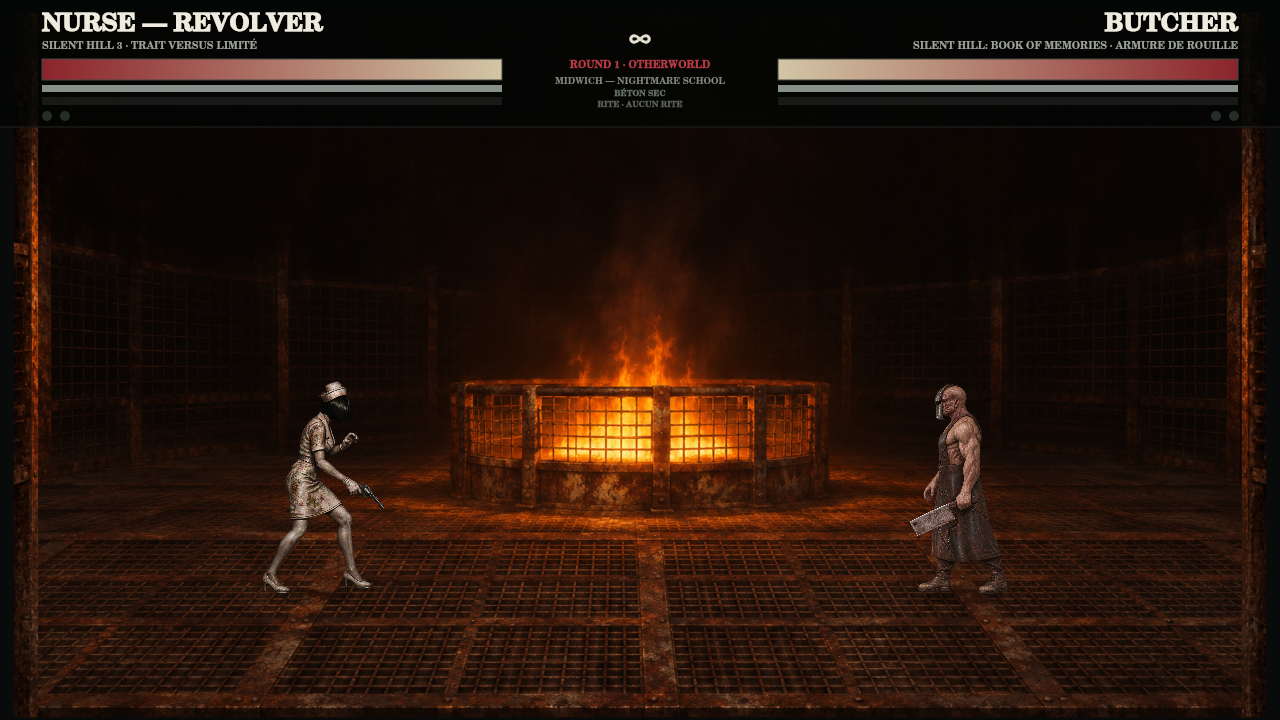 NURSE — REVOLVER
SILENT HILL 3 · TRAIT VERSUS LIMITÉ
∞
ROUND 1 · OTHERWORLD
MIDWICH — NIGHTMARE SCHOOL
BÉTON SEC
RITE · AUCUN RITE
BUTCHER
SILENT HILL: BOOK OF MEMORIES · ARMURE DE ROUILLE